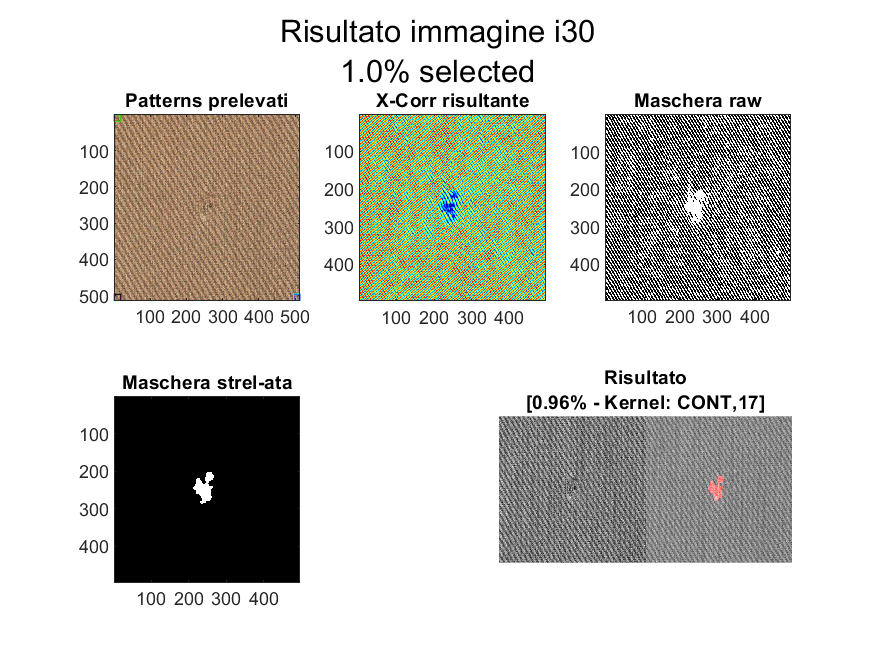 Risultato immagine i30
1.0% selected
Patterns prelevati
100
200
300
400
500
100 200 300 400 500
X-Corr risultante
100
200
300
400
100 200 300 400
Maschera raw
100
200
300
400
100 200 300 400
Maschera strel-ata
100
200
300
400
100 200 300 400
Risultato
[0.96% - Kernel: CONT,17]